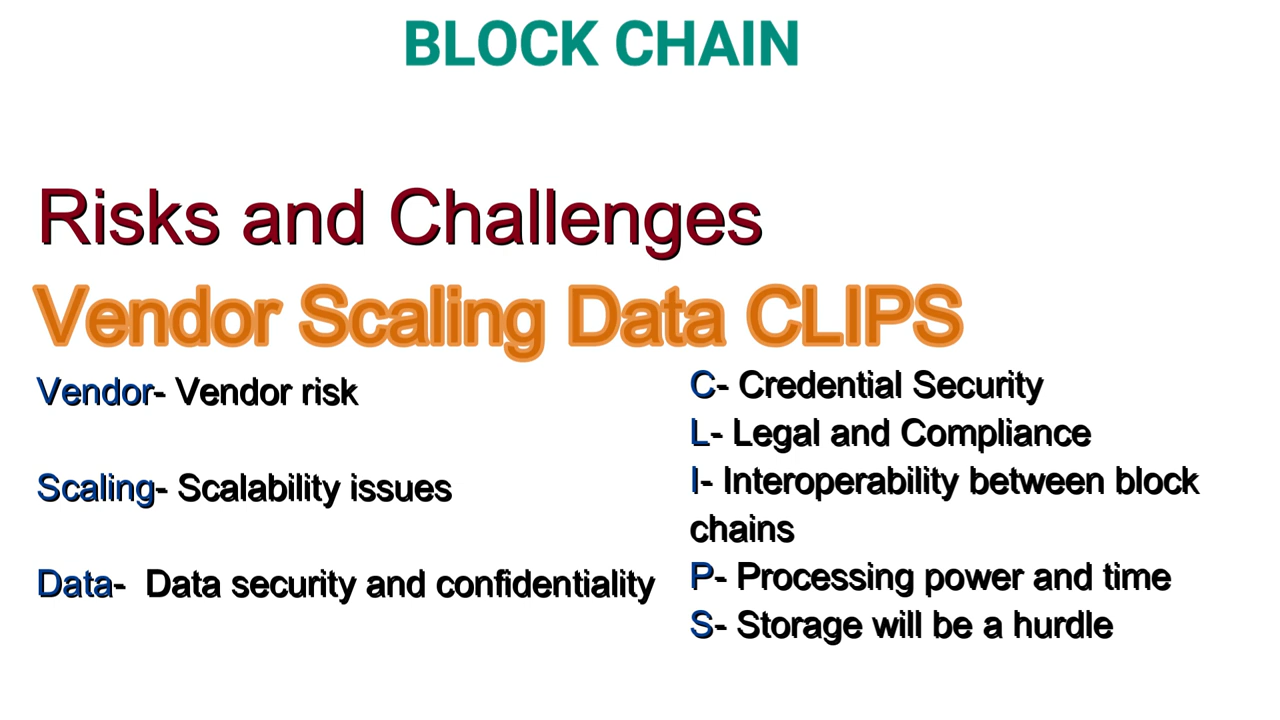 BLOCK CHAIN
Risks and Challenges
Vendor Scaling Data CLIPS
Vendor- Vendor risk
Scaling- Scalability issues
Data-  Data security and confidentiality
C- Credential Security
L- Legal and Compliance
I- Interoperability between block
chains
P- Processing power and time
S- Storage will be a hurdle